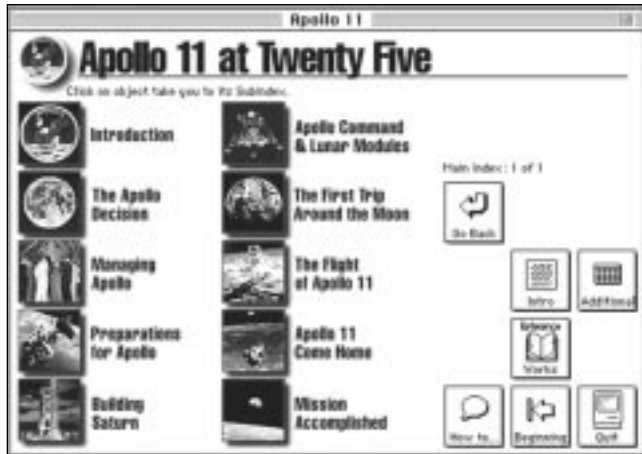 Apollo 11
Apollo 11 at Twenty Five
Click on object take you to its Subindex.
Introduction
The Apollo
Decision
Managing
Apollo
Preparations
for Apollo
Building
Saturn
Apollo Command
& Lunar Modules
The First Trip
Around the Moon
The Flight
of Apollo 11
Apollo 11
Come Home
Mission
Accomplished
Main Index: 1 of 1
Go Back
Intro
Additional
Reference
Works
How to...
Beginning
Quit